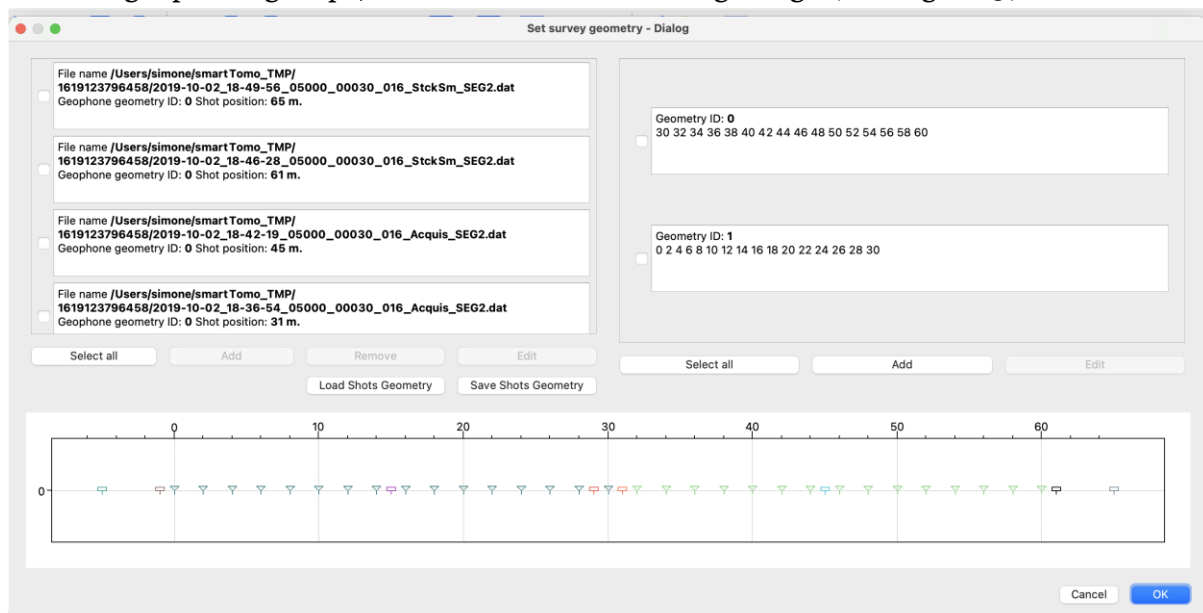 Set survey geometry - Dialog
File name /Users/simone/smartTomo_TMP/
1619123796458/2019-10-02_18-49-56_05000_00030_016_StckSm_SEG2.dat
Geophone geometry ID: 0 Shot position: 65 m.
File name /Users/simone/smartTomo_TMP/
1619123796458/2019-10-02_18-46-28_05000_00030_016_StckSm_SEG2.dat
Geophone geometry ID: 0 Shot position: 61 m.
File name /Users/simone/smartTomo_TMP/
1619123796458/2019-10-02_18-42-19_05000_00030_016_Acquis_SEG2.dat
Geophone geometry ID: 0 Shot position: 45 m.
File name /Users/simone/smartTomo_TMP/
1619123796458/2019-10-02_18-36-54_05000_00030_016_Acquis_SEG2.dat
Geophone geometry ID: 0 Shot position: 31 m.
Select all Add Remove Edit
Load Shots Geometry Save Shots Geometry
Geometry ID: 0
30 32 34 36 38 40 42 44 46 48 50 52 54 56 58 60
Geometry ID: 1
0 2 4 6 8 10 12 14 16 18 20 22 24 26 28 30
Select all Add Edit
0 10 20 30 40 50 60
0
Cancel OK